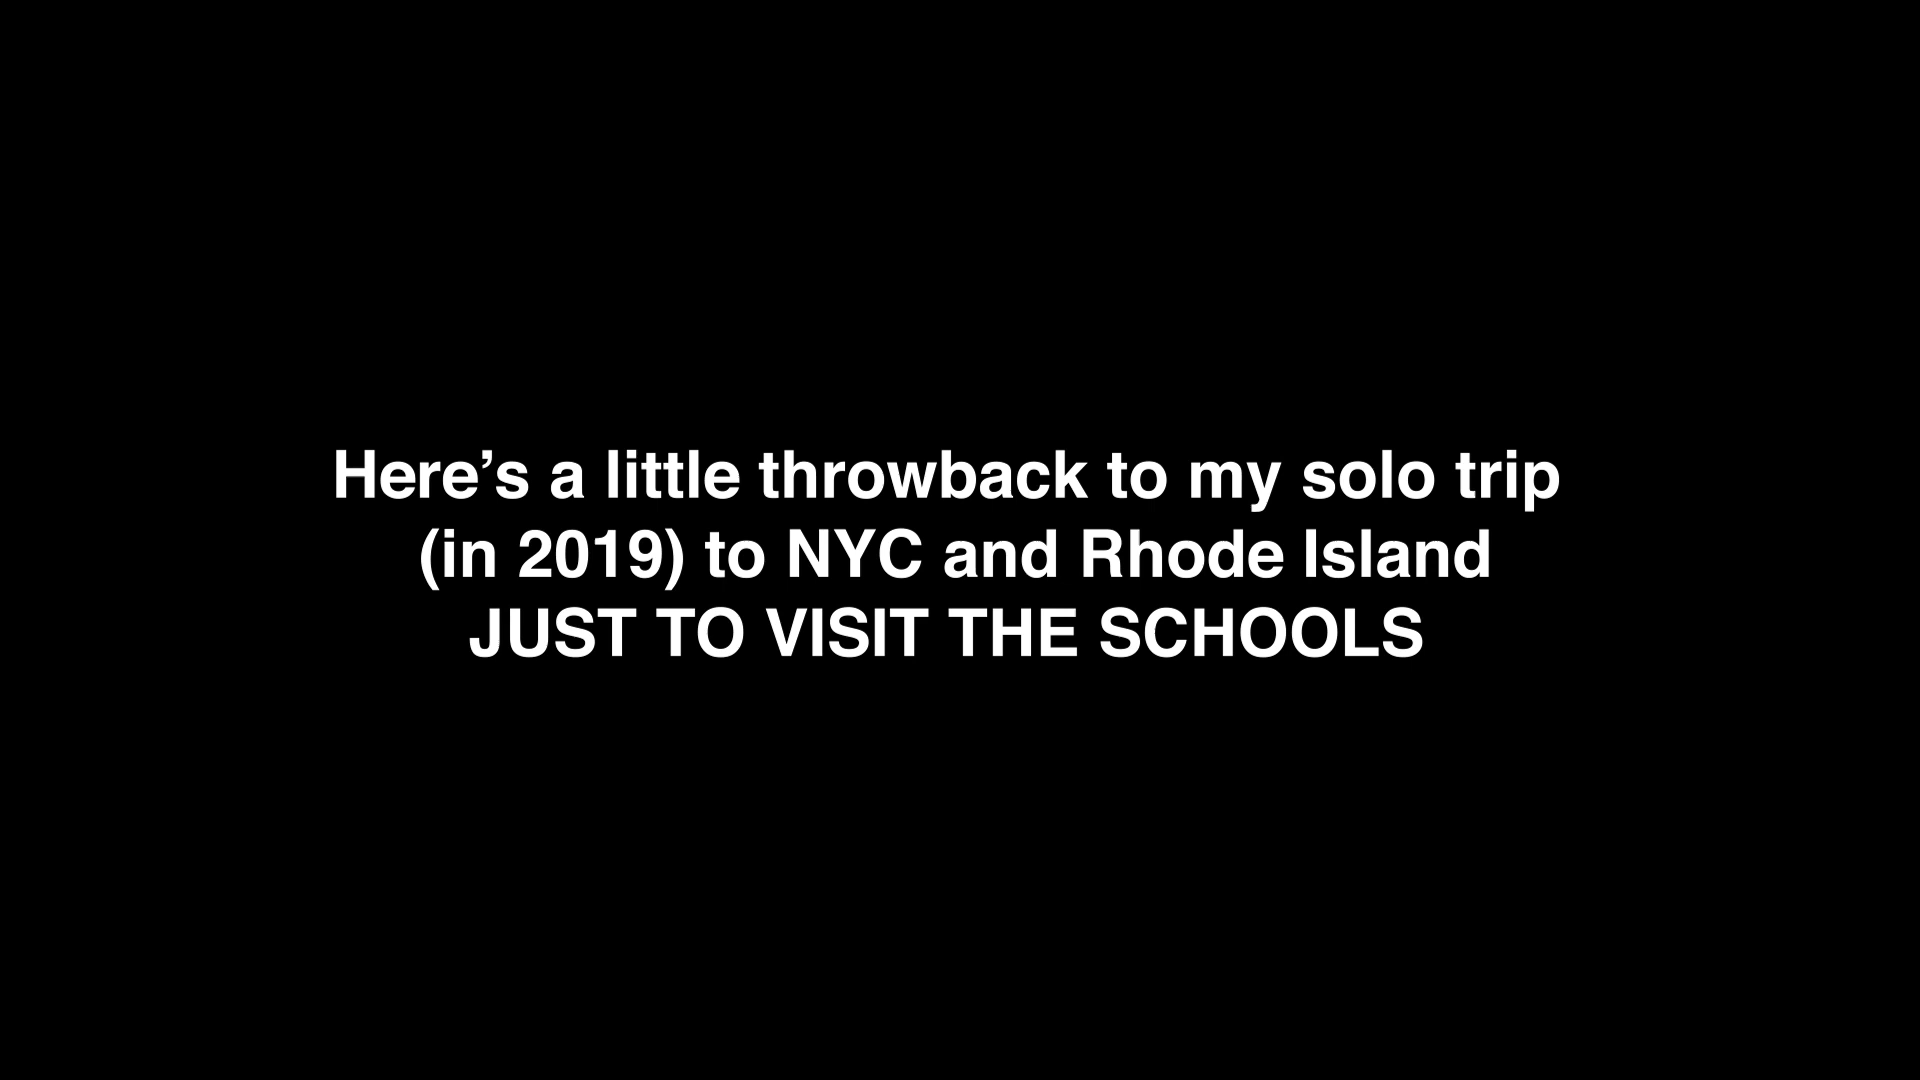 Here’s a little throwback to my solo trip
(in 2019) to NYC and Rhode Island
JUST TO VISIT THE SCHOOLS